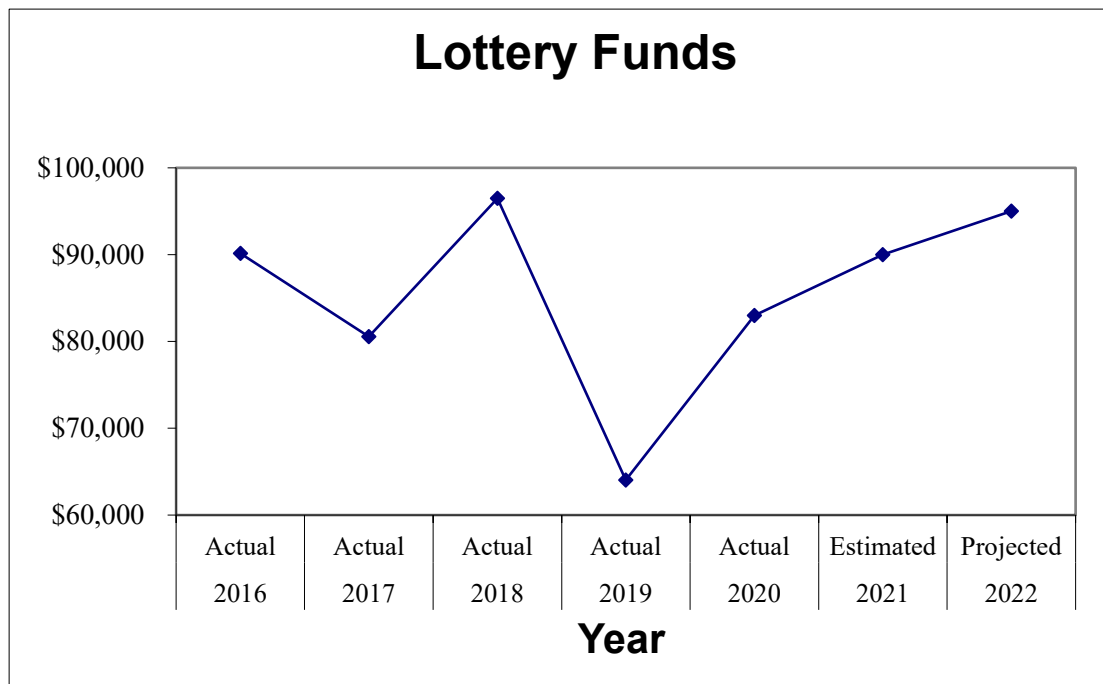 Lottery Funds
$100,000
$90,000
$80,000
$70,000
$60,000
Actual Actual Actual Actual Actual Estimated Projected
2016 2017 2018 2019 2020 2021 2022
Year